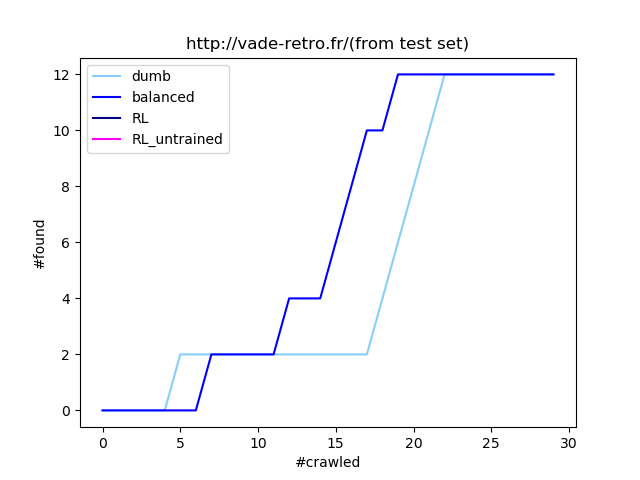 http://vade-retro.fr/(from test set)
dumb
balanced
RL
RL_untrained
12
10
8
6
4
2
0
#found
0 5 10 15 20 25 30
#crawled